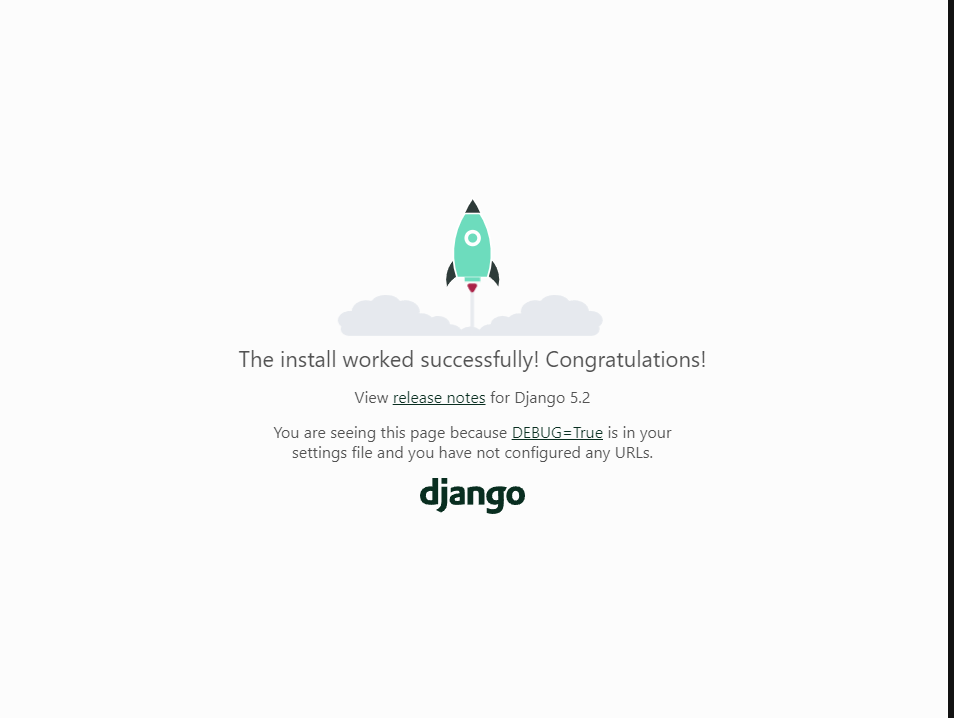 The install worked successfully! Congratulations!
View release notes for Django 5.2
You are seeing this page because DEBUG=True is in your
settings file and you have not configured any URLs.
django